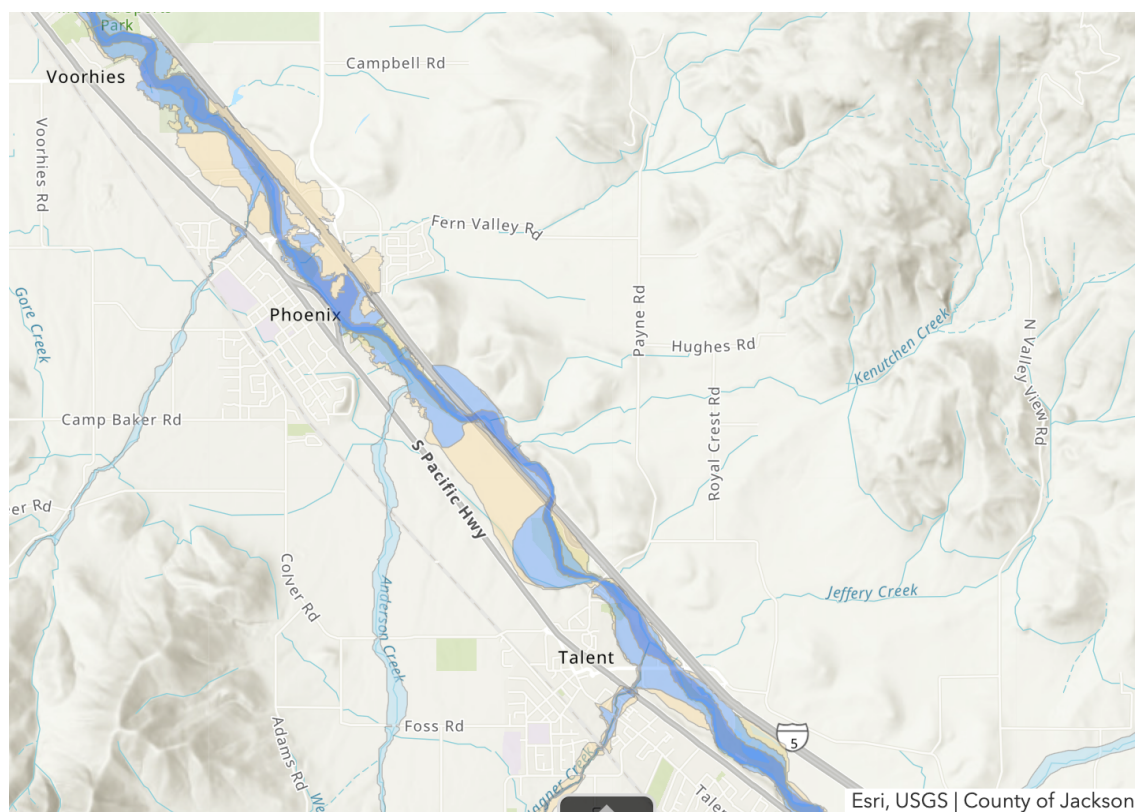 Park
Voorhies
Campbell Rd
Voorhies Rd
Fern Valley Rd
Gore Creek
Phoenix
Payne Rd
Hughes Rd
Kenutchen Creek
N Valley View Rd
Camp Baker Rd
Royal Crest Rd
S Pacific Hwy
Rd
Colver Rd
Anderson Creek
Jeffery Creek
Talent
Foss Rd
Adams Rd
5
Creek
Esri, USGS | County of Jackson